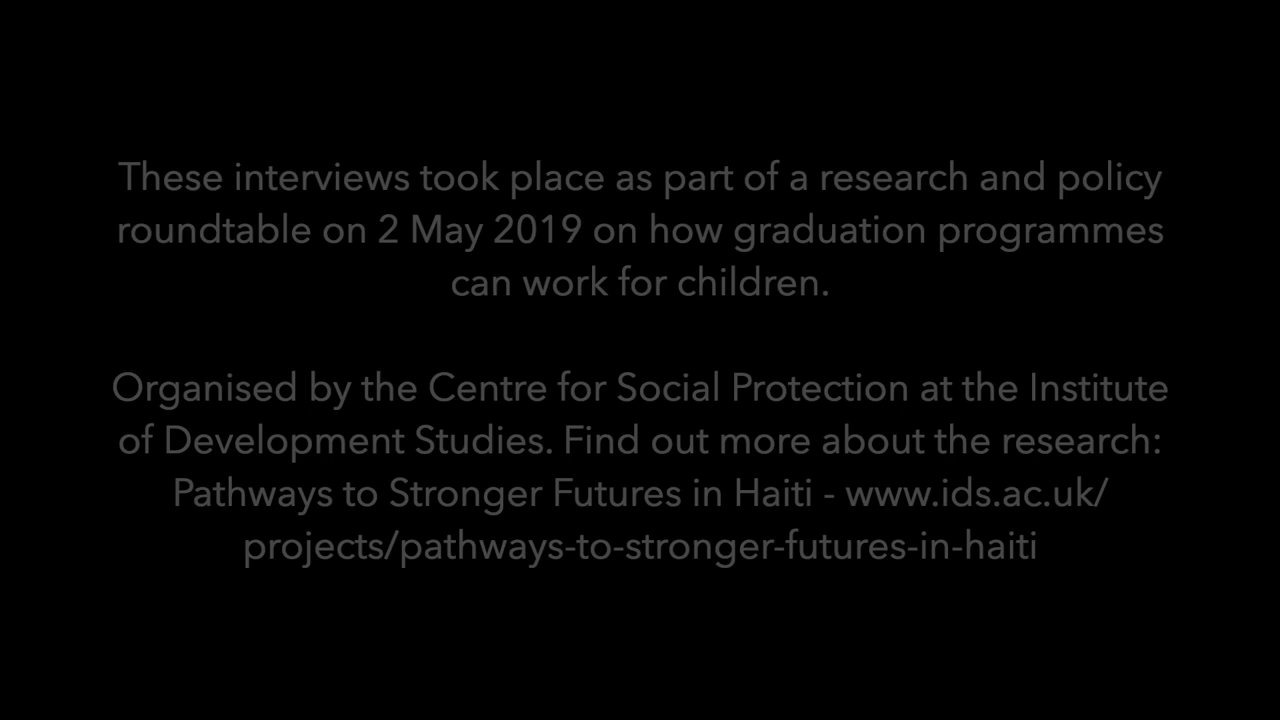 These interviews took place as part of a research and policy
roundtable on 2 May 2019 on how graduation programmes
can work for children.
Organised by the Centre for Social Protection at the Institute
of Development Studies. Find out more about the research:
Pathways to Stronger Futures in Haiti - www.ids.ac.uk/
projects/pathways-to-stronger-futures-in-haiti